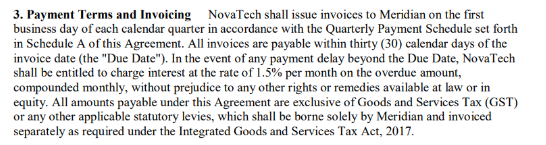 3. Payment Terms and Invoicing NovaTech shall issue invoices to Meridian on the first
business day of each calendar quarter in accordance with the Quarterly Payment Schedule set forth
in Schedule A of this Agreement. All invoices are payable within thirty (30) calendar days of the
invoice date (the "Due Date"). In the event of any payment delay beyond the Due Date, NovaTech
shall be entitled to charge interest at the rate of 1.5% per month on the overdue amount,
compounded monthly, without prejudice to any other rights or remedies available at law or in
equity. All amounts payable under this Agreement are exclusive of Goods and Services Tax (GST)
or any other applicable statutory levies, which shall be borne solely by Meridian and invoiced
separately as required under the Integrated Goods and Services Tax Act, 2017.